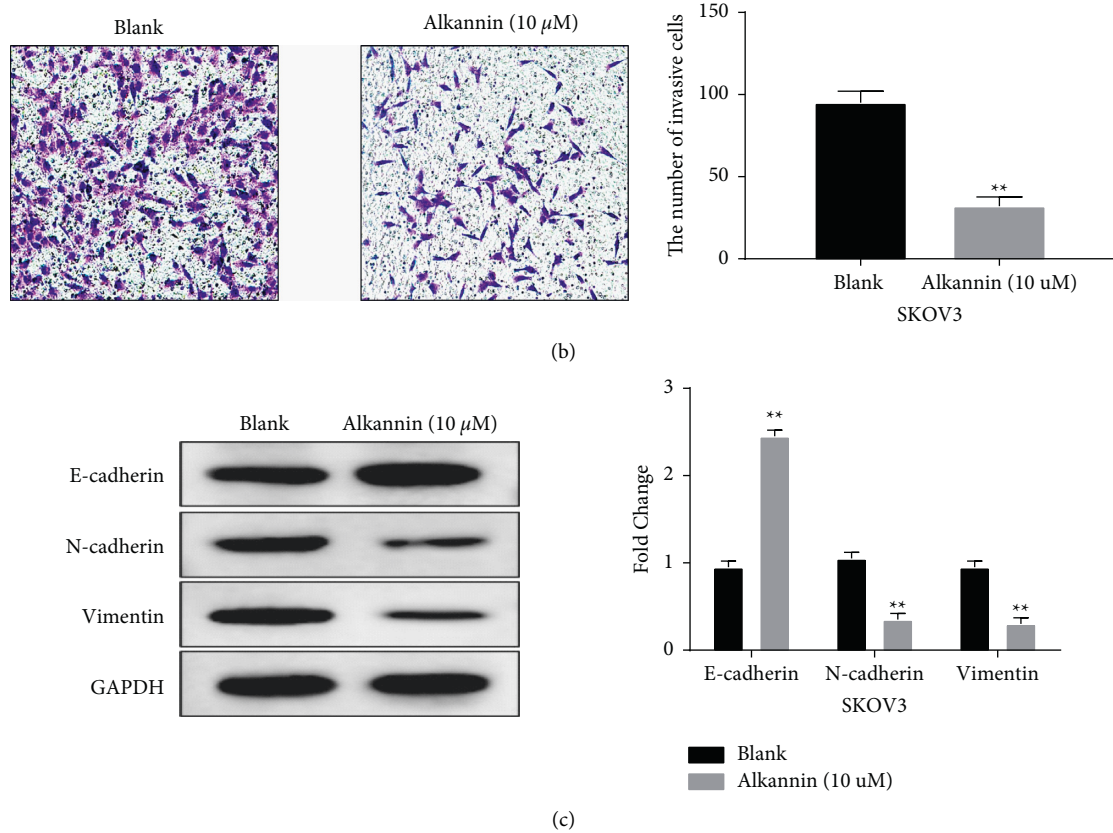 Blank
Alkannin (10 µM)
The number of invasive cells
150
100
50
0
**
Blank
Alkannin (10 uM)
SKOV3
(b)
Blank
Alkannin (10 µM)
E-cadherin
N-cadherin
Vimentin
GAPDH
Fold Change
3
2
1
0
**
**
**
E-cadherin
N-cadherin
Vimentin
SKOV3
Blank
Alkannin (10 uM)
(c)